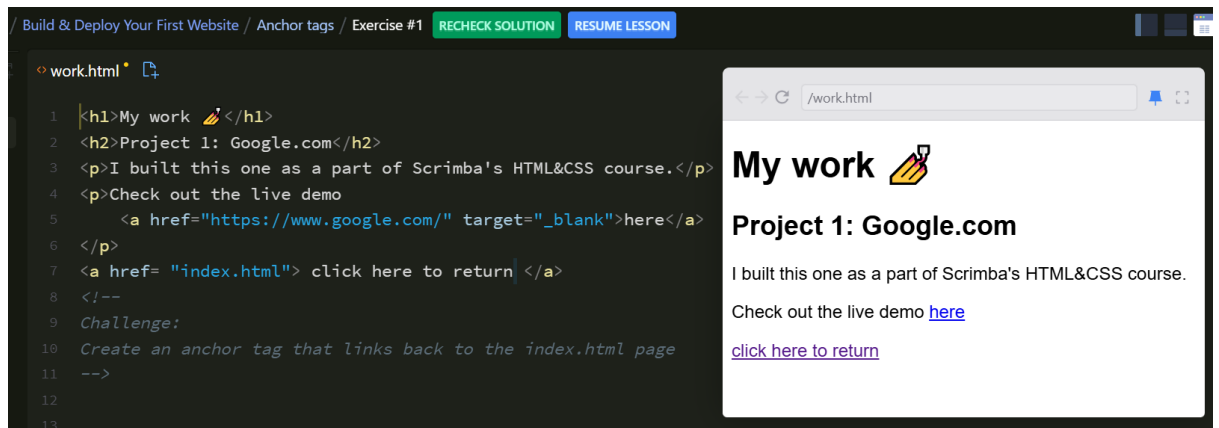 / Build & Deploy Your First Website / Anchor tags / Exercise #1 RECHECK SOLUTION RESUME LESSON
work.html
1 <h1>My work 💅</h1>
2 <h2>Project 1: Google.com</h2>
3 <p>I built this one as a part of Scrimba's HTML&CSS course.</p>
4 <p>Check out the live demo
5 <a href="https://www.google.com/" target="_blank">here</a>
6 </p>
7 <a href= "index.html"> click here to return </a>
8 <!--
9 Challenge:
10 Create an anchor tag that links back to the index.html page
11 -->
12
13
/work.html
My work 💅
Project 1: Google.com
I built this one as a part of Scrimba's HTML&CSS course.
Check out the live demo here
click here to return